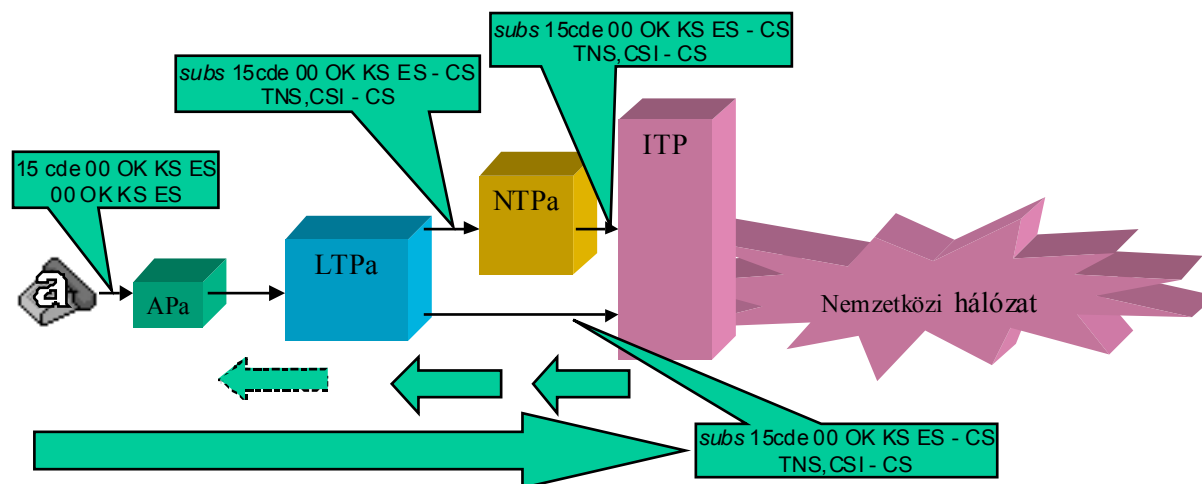 subs 15cde 00 OK KS ES - CS
TNS,CSI - CS
subs 15cde 00 OK KS ES - CS
TNS,CSI - CS
15 cde 00 OK KS ES
00 OK KS ES
a
APa
LTPa
NTPa
ITP
Nemzetközi hálózat
subs 15cde 00 OK KS ES - CS
TNS,CSI - CS